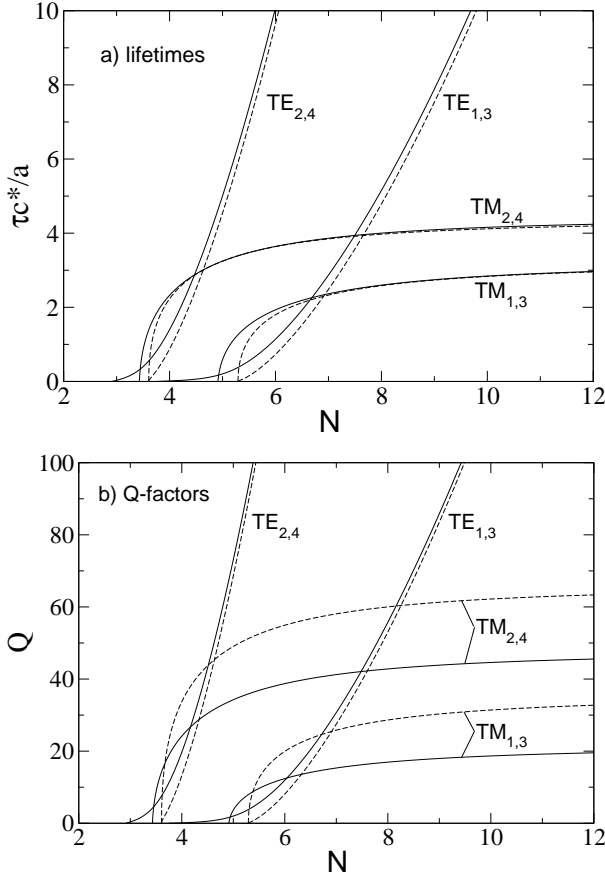 a) lifetimes
TE2,4
TE1,3
TM2,4
TM1,3
τc*/a
10
8
6
4
2
0
2 4 6 8 10 12
N
b) Q-factors
TE2,4
TE1,3
TM2,4
TM1,3
Q
100
80
60
40
20
0
2 4 6 8 10 12
N